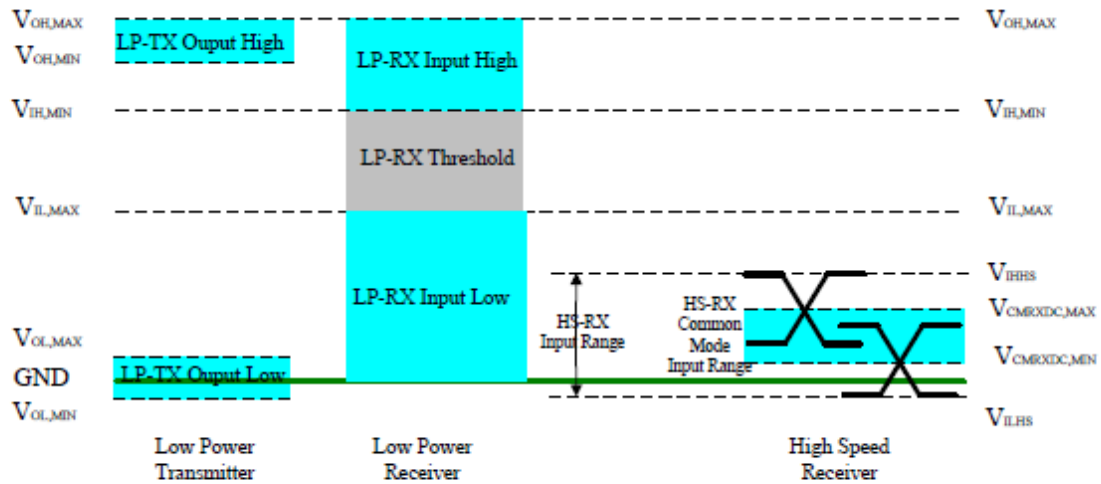 VOH,MAX
LP-TX Ouput High
VOH,MIN
VIH,MIN
VIL,MAX
VOL,MAX
LP-TX Ouput Low
GND
VOL,MIN
LP-RX Input High
LP-RX Threshold
LP-RX Input Low
HS-RX
Input Range
HS-RX
Common
Mode
Input Range
VOH,MAX
VIH,MIN
VIL,MAX
VIHHS
VCMRXDC,MAX
VCMRXDC,MIN
VILHS
Low Power
Transmitter
Low Power
Receiver
High Speed
Receiver